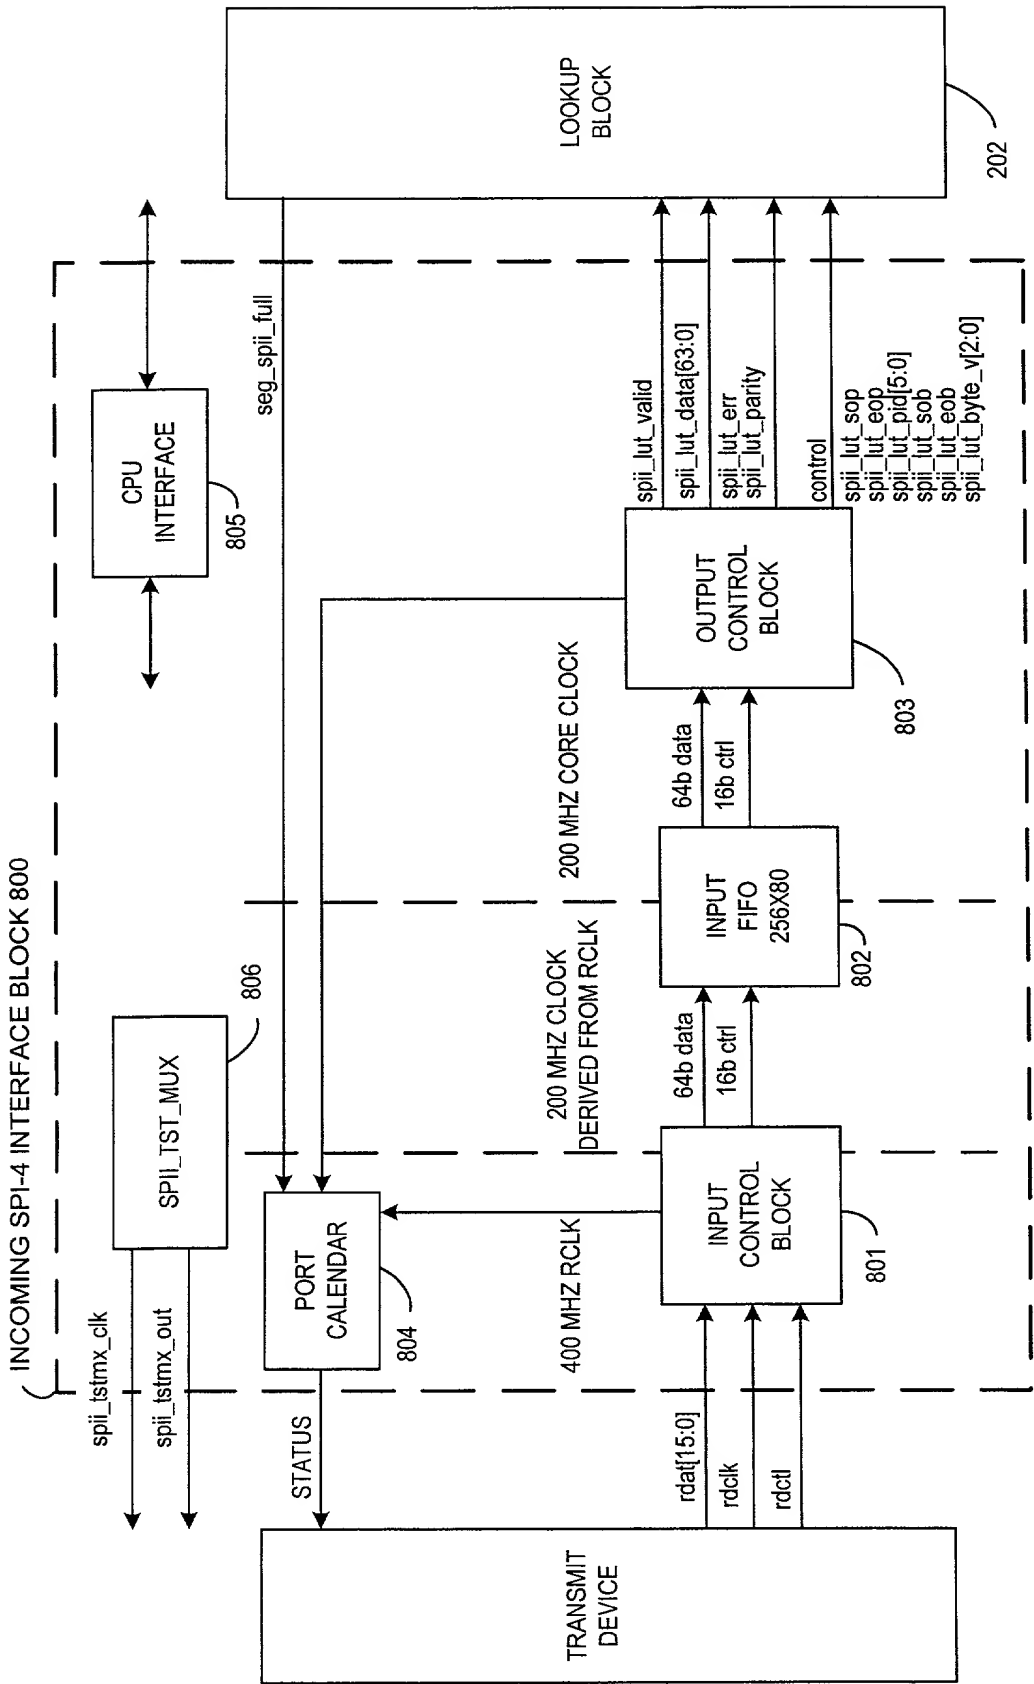 INCOMING SPI-4 INTERFACE BLOCK 800
spii_tstmx_clk
spii_tstmx_out
SPII_TST_MUX
806
CPU
INTERFACE
805
seg_spii_full
STATUS
PORT
CALENDAR
804
400 MHZ RCLK
200 MHZ CLOCK
DERIVED FROM RCLK
200 MHZ CORE CLOCK
TRANSMIT
DEVICE
rdat[15:0]
rdclk
rdctl
INPUT
CONTROL
BLOCK
801
64b data
16b ctrl
INPUT
FIFO
256X80
802
64b data
16b ctrl
OUTPUT
CONTROL
BLOCK
803
spii_lut_valid
spii_lut_data[63:0]
spii_lut_err
spii_lut_parity
control
spii_lut_sop
spii_lut_eop
spii_lut_pid[5:0]
spii_lut_sob
spii_lut_eob
spii_lut_byte_v[2:0]
LOOKUP
BLOCK
202